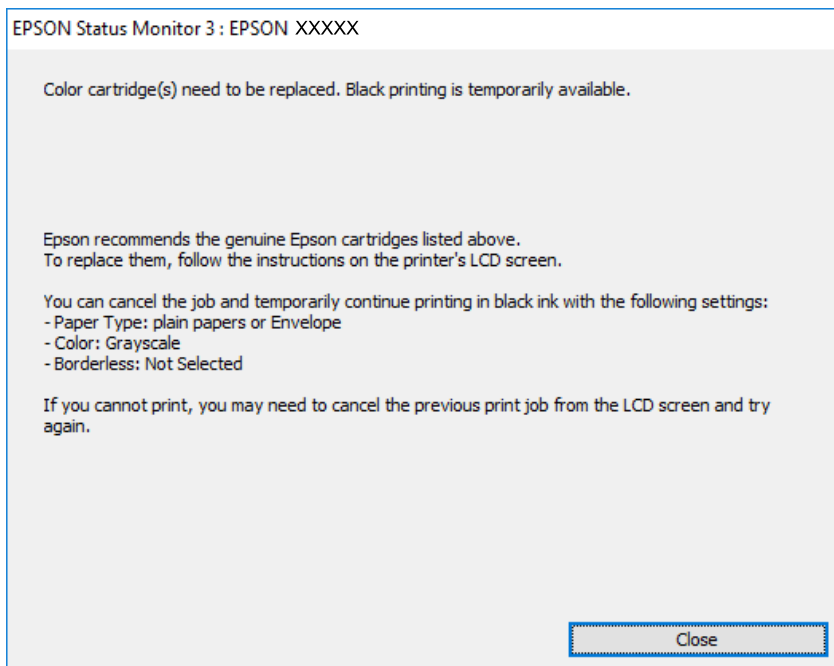 EPSON Status Monitor 3 : EPSON XXXXX
Color cartridge(s) need to be replaced. Black printing is temporarily available.
Epson recommends the genuine Epson cartridges listed above.
To replace them, follow the instructions on the printer's LCD screen.
You can cancel the job and temporarily continue printing in black ink with the following settings:
- Paper Type: plain papers or Envelope
- Color: Grayscale
- Borderless: Not Selected
If you cannot print, you may need to cancel the previous print job from the LCD screen and try
again.
Close